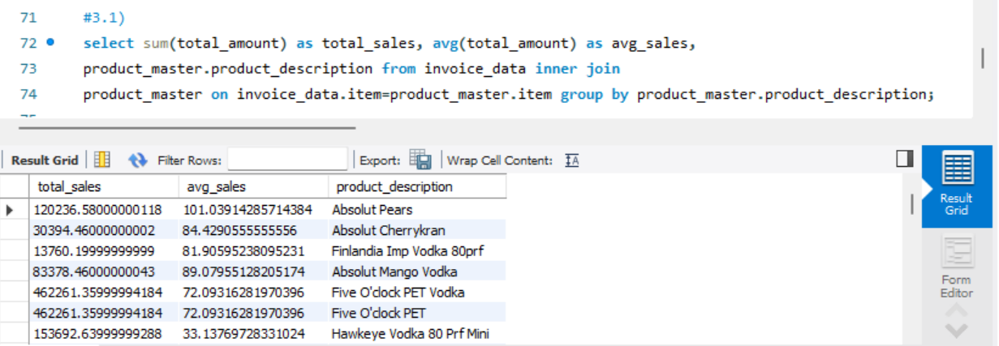 71 #3.1)
72 select sum(total_amount) as total_sales, avg(total_amount) as avg_sales,
73 product_master.product_description from invoice_data inner join
74 product_master on invoice_data.item=product_master.item group by product_master.product_description;
Result Grid Filter Rows: Export: Wrap Cell Content:
total_sales avg_sales product_description
120236.58000000118 101.03914285714384 Absolut Pears
30394.46000000002 84.4290555555556 Absolut Cherrykran
13760.19999999999 81.90595238095231 Finlandia Imp Vodka 80prf
83378.46000000043 89.07955128205174 Absolut Mango Vodka
462261.35999994184 72.09316281970396 Five O'clock PET Vodka
462261.35999994184 72.09316281970396 Five O'clock PET
153692.63999999288 33.13769728331024 Hawkeye Vodka 80 Prf Mini
Result
Grid
Form
Editor